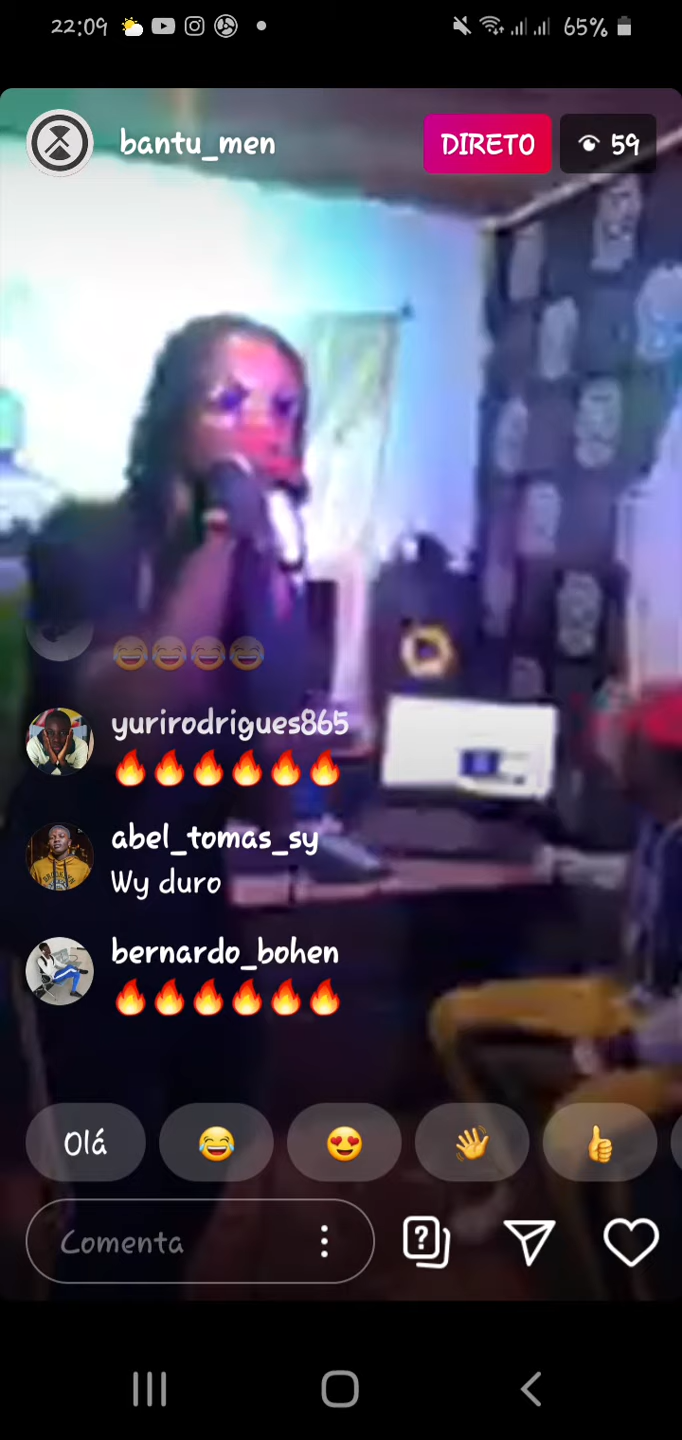 22:09
65%
bantu_men
DIRETO
59
😂😂😂😂
yurirodrigues865
🔥🔥🔥🔥🔥🔥
abel_tomas_sy
Wy duro
bernardo_bohen
🔥🔥🔥🔥🔥🔥
Olá 😂 😍 👋 👍
Comenta